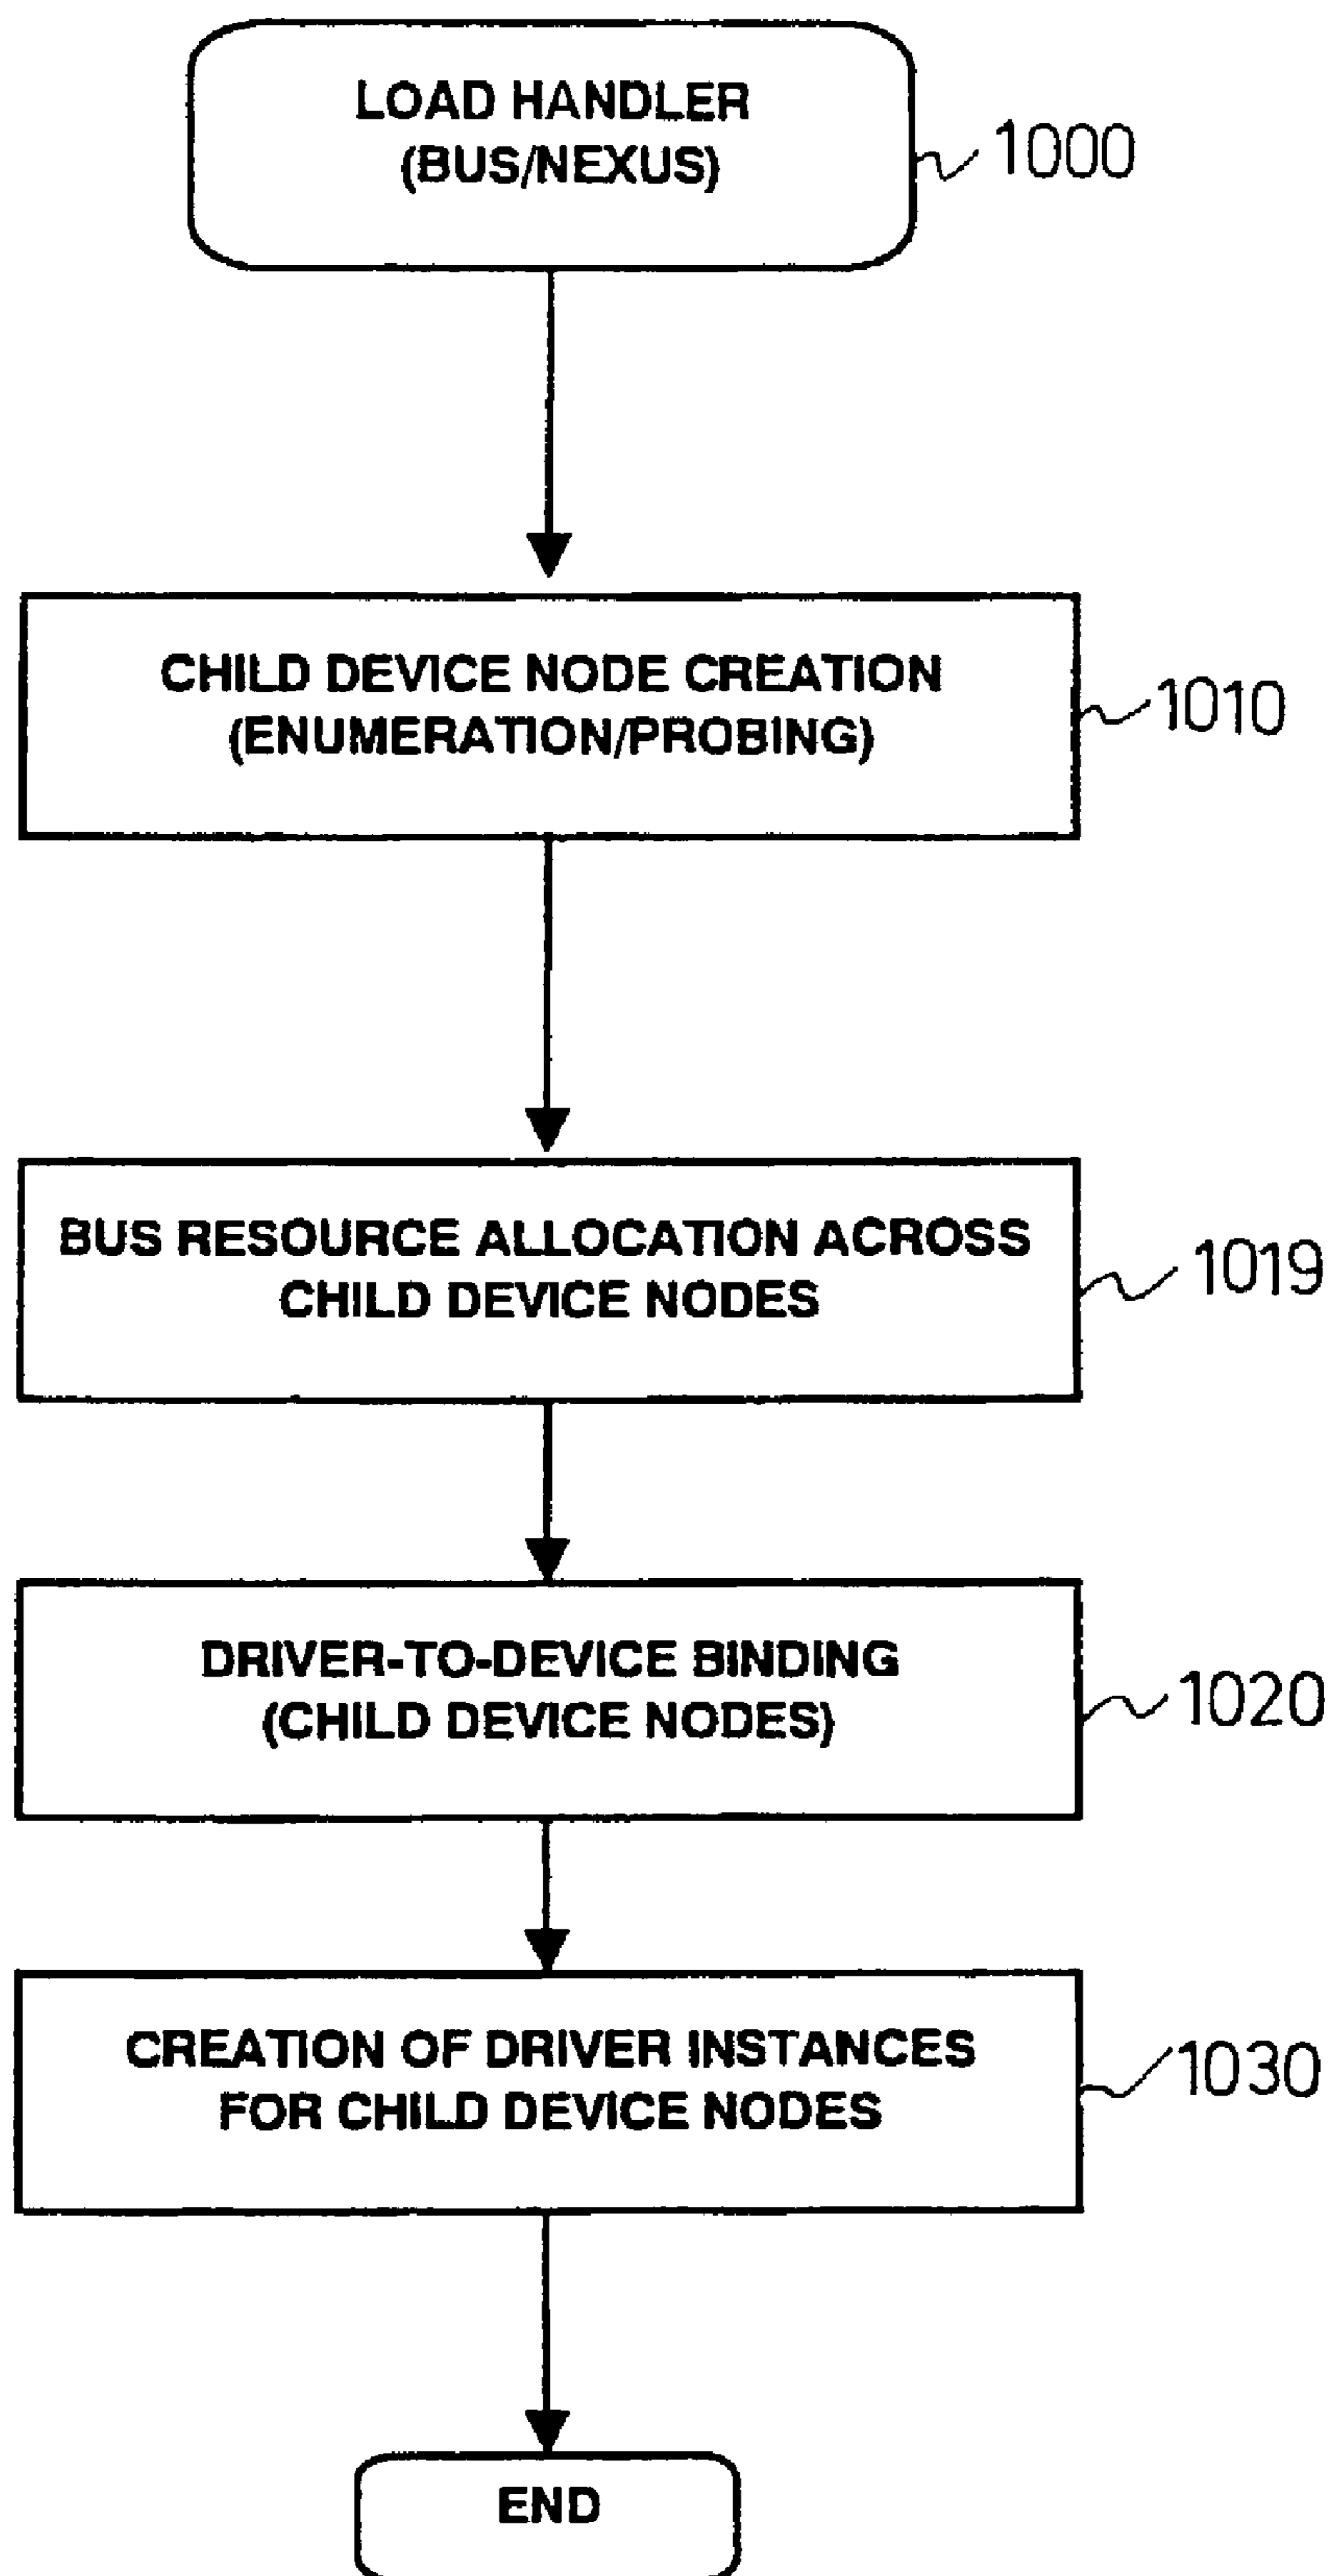 LOAD HANDLER
(BUS/NEXUS)
1000
CHILD DEVICE NODE CREATION
(ENUMERATION/PROBING)
1010
BUS RESOURCE ALLOCATION ACROSS
CHILD DEVICE NODES
1019
DRIVER-TO-DEVICE BINDING
(CHILD DEVICE NODES)
1020
CREATION OF DRIVER INSTANCES
FOR CHILD DEVICE NODES
1030
END